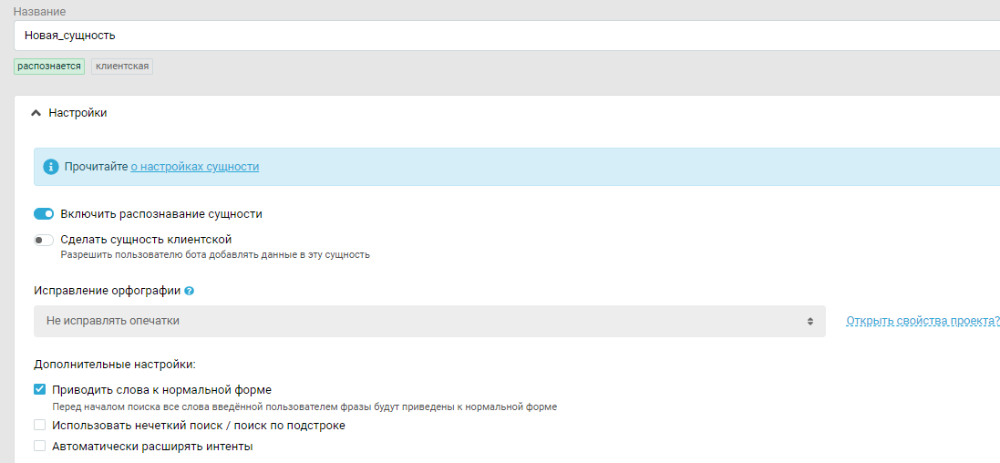 Название
Новая_сущность
распознается клиентская
Настройки
Прочитайте о настройках сущности
Включить распознавание сущности
Сделать сущность клиентской
Разрешить пользователю бота добавлять данные в эту сущность
Исправление орфографии ?
Не исправлять опечатки
Открыть свойства проекта?
Дополнительные настройки:
Приводить слова к нормальной форме
Перед началом поиска все слова введённой пользователем фразы будут приведены к нормальной форме
Использовать нечеткий поиск / поиск по подстроке
Автоматически расширять интенты